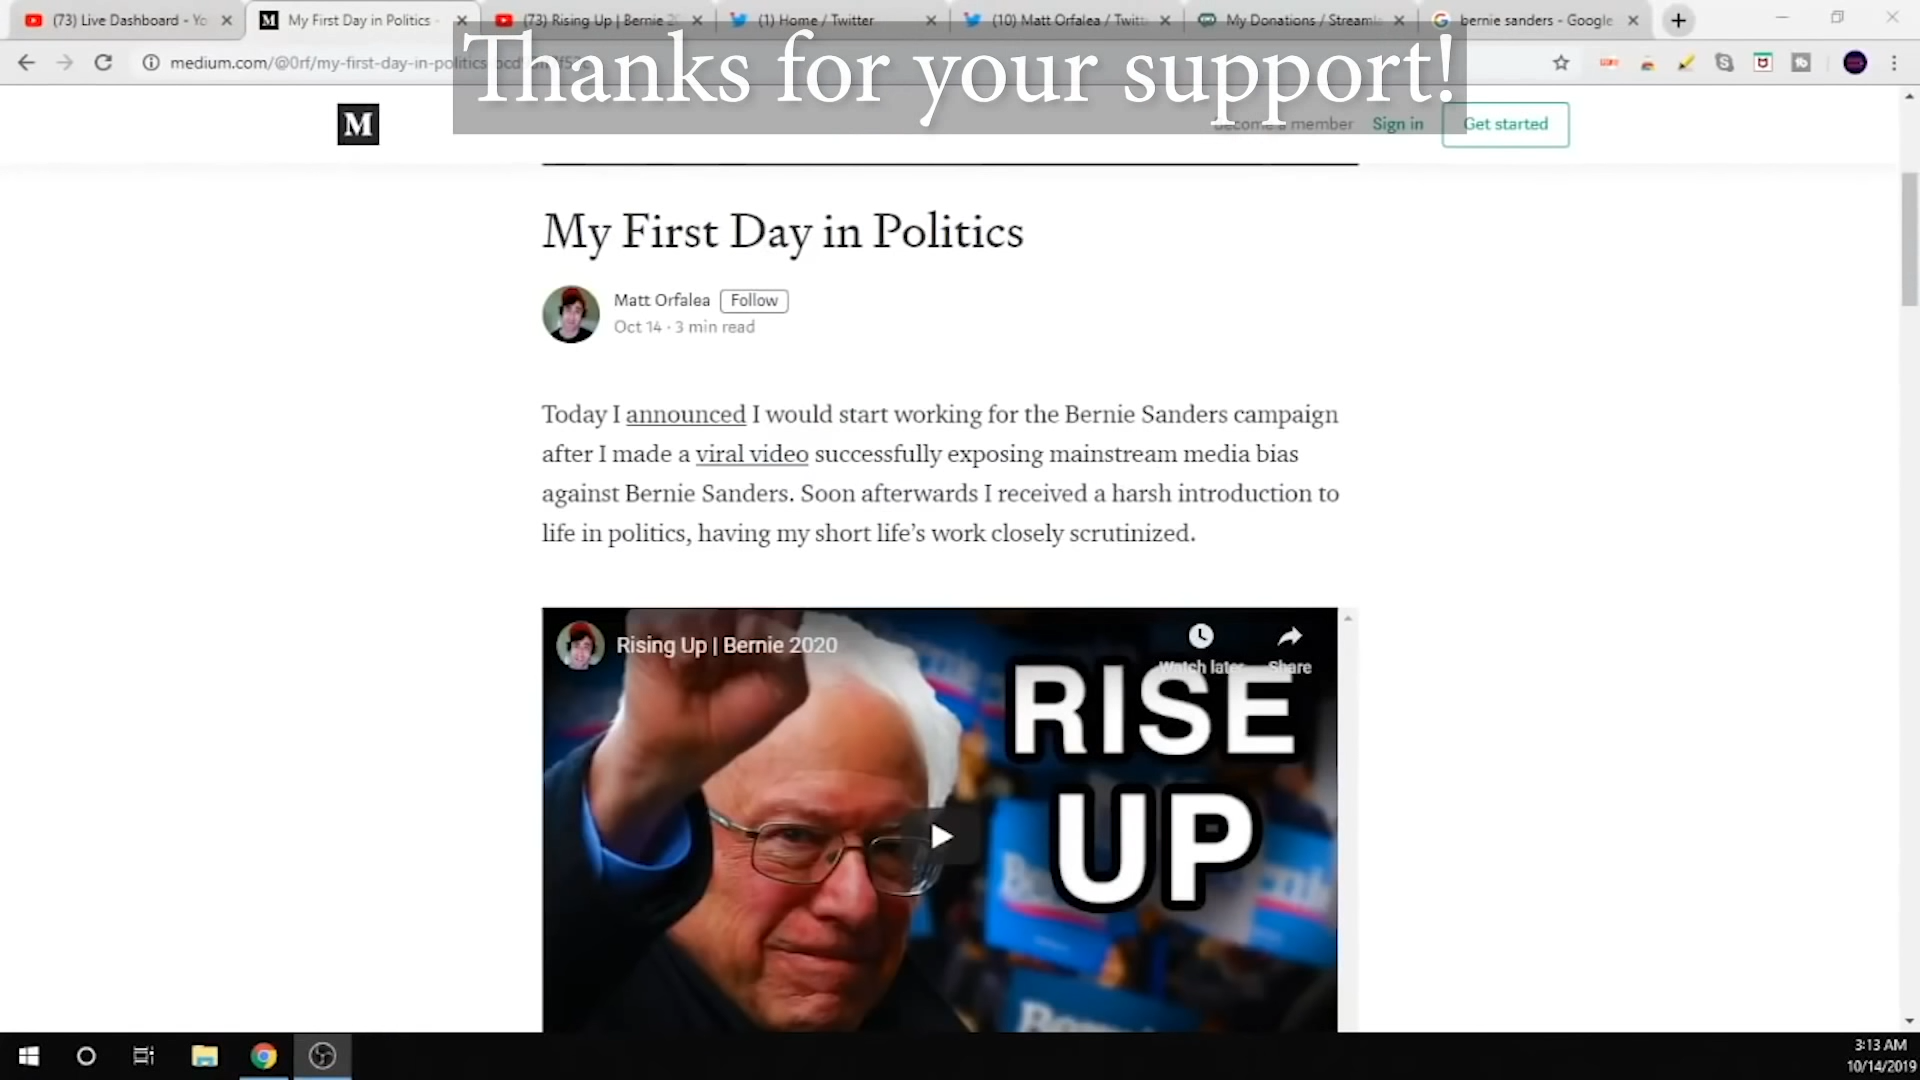 (73) Live Dashboard - Yo
My First Day in Politics -
(73) Rising Up | Bernie 2
(1) Home / Twitter
(10) Matt Orfalea / Twitt
My Donations / Streaml
bernie sanders - Google
Thanks for your support!
medium.com/@0rf/my-first-day-in-politics
M
Become a member
Sign in
Get started
My First Day in Politics
Matt Orfalea
Follow
Oct 14 · 3 min read
Today I announced I would start working for the Bernie Sanders campaign
after I made a viral video successfully exposing mainstream media bias
against Bernie Sanders. Soon afterwards I received a harsh introduction to
life in politics, having my short life’s work closely scrutinized.
Rising Up | Bernie 2020
Watch later
Share
RISE
UP
3:13 AM
10/14/2019